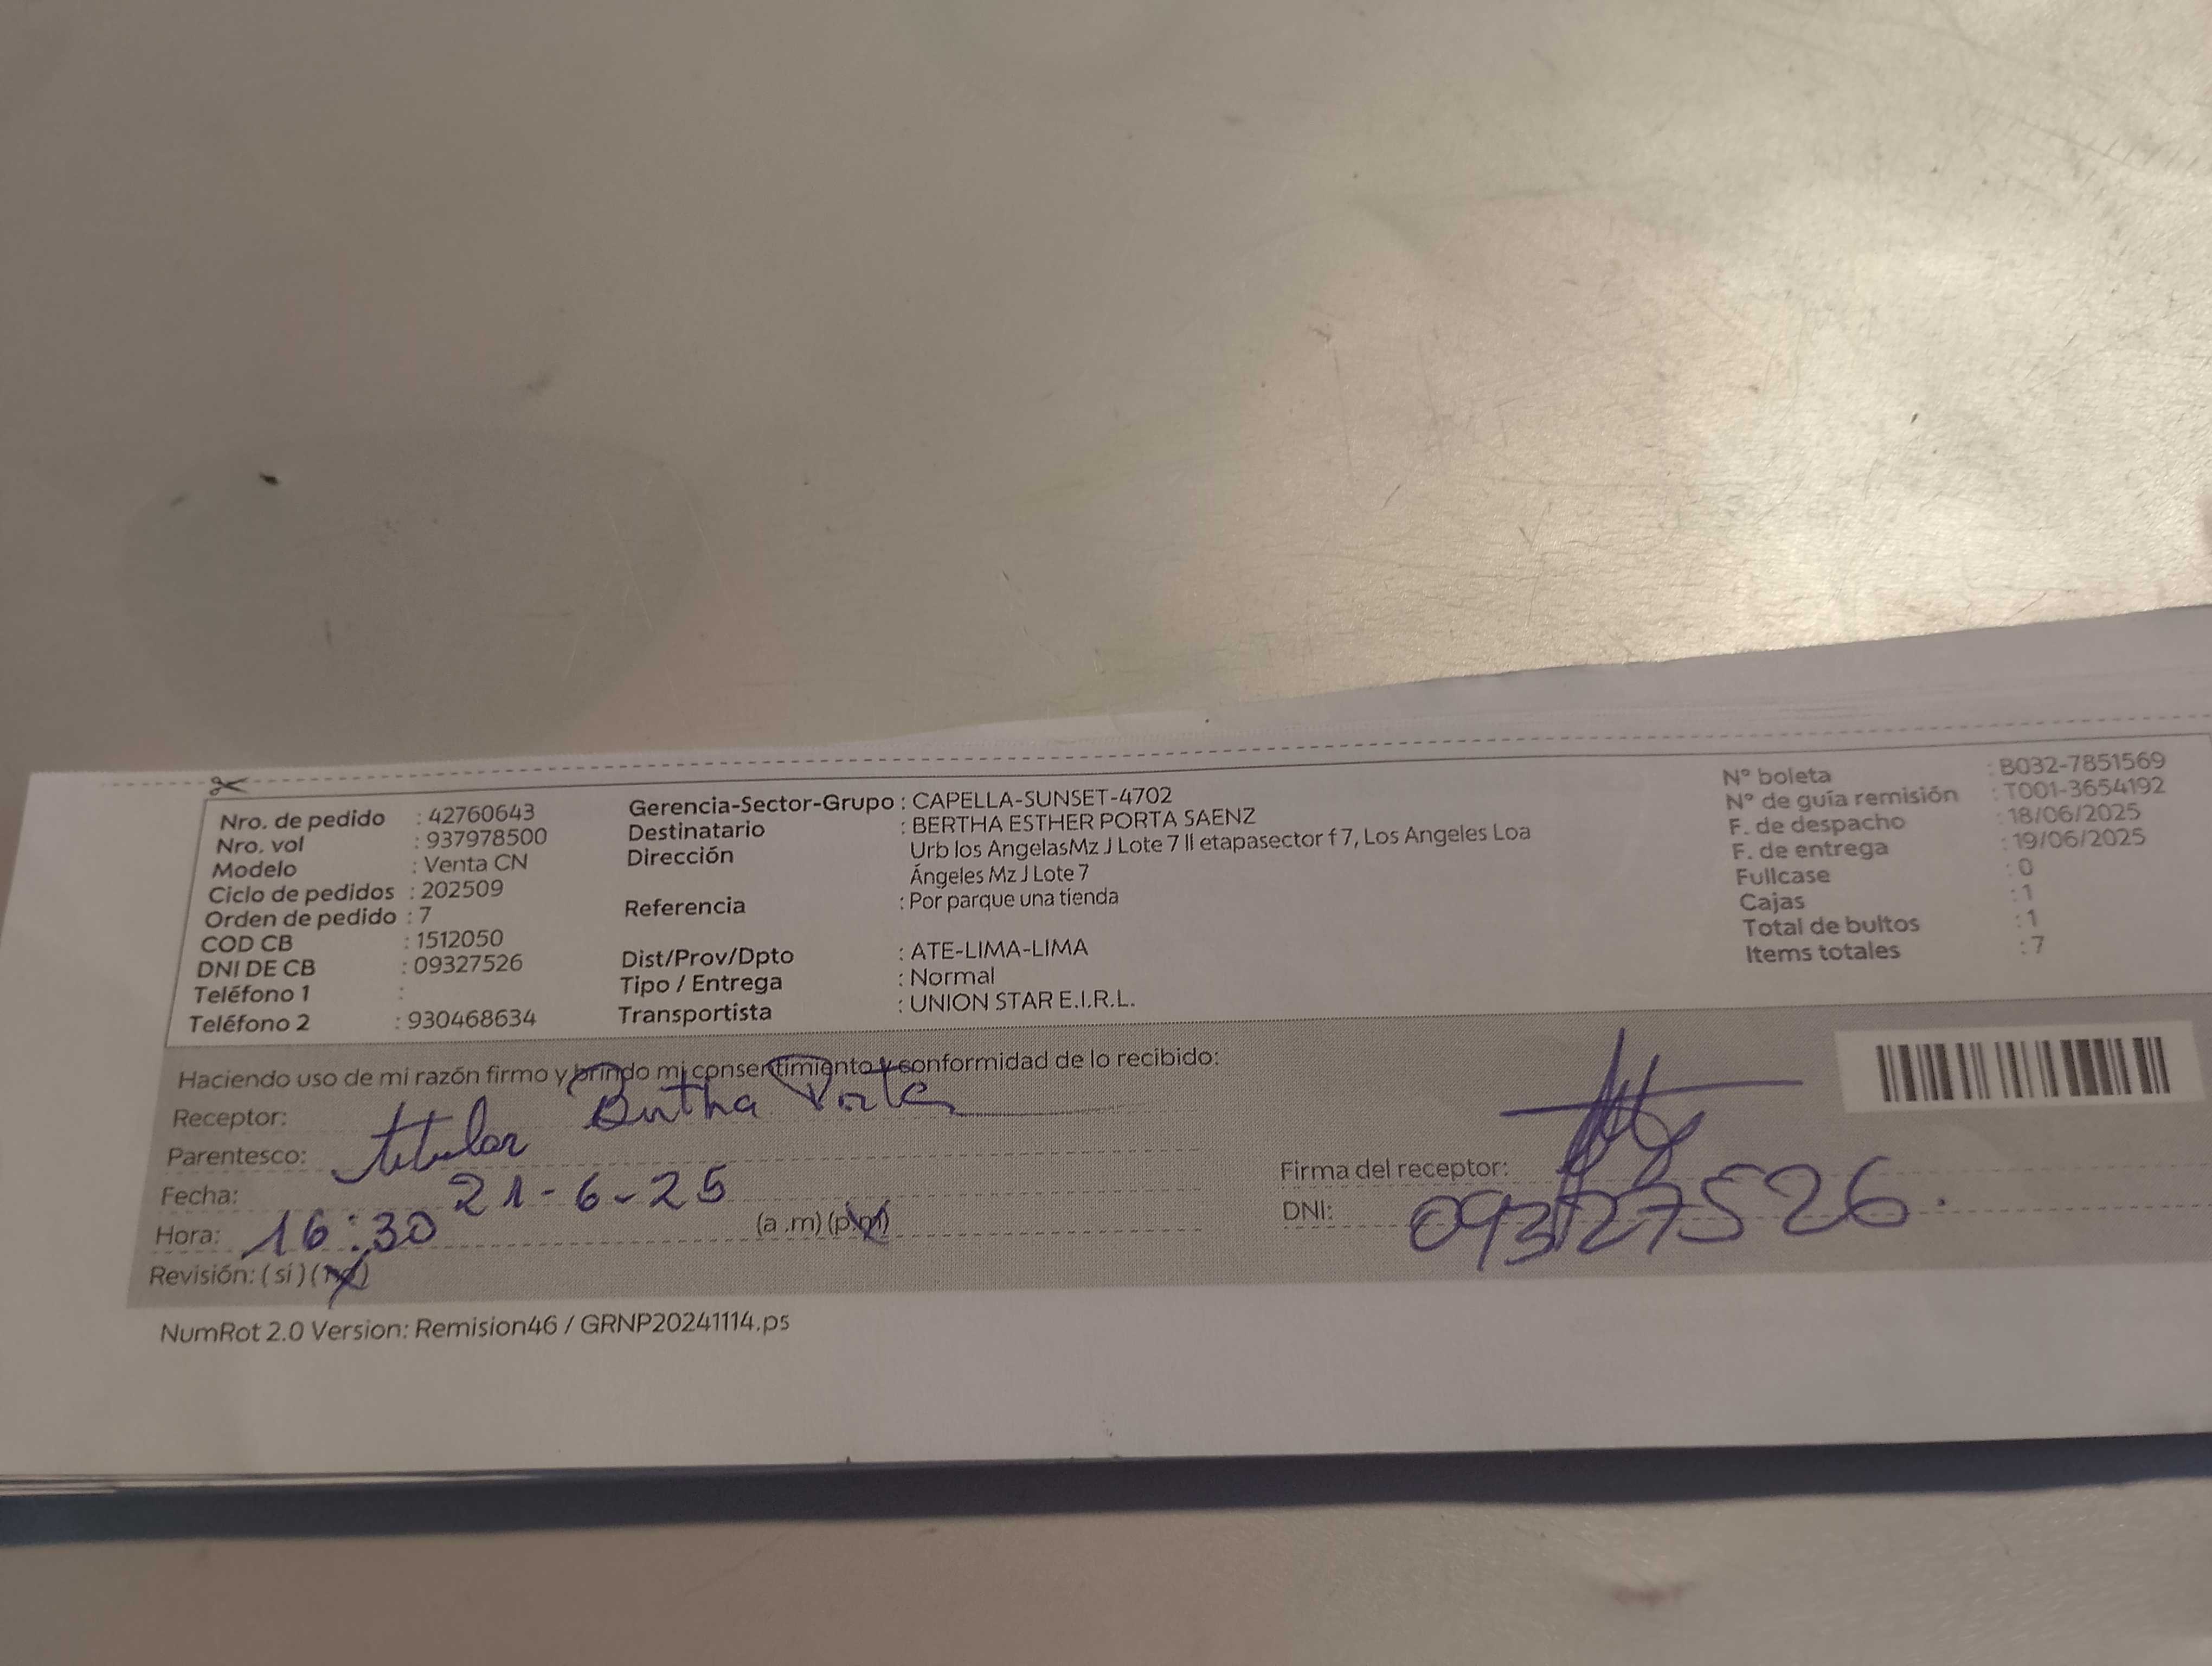 Nro. de pedido : 42760643
Nro. vol : 937978500
Modelo : Venta CN
Ciclo de pedidos : 202509
Orden de pedido : 7
COD CB : 1512050
DNI DE CB : 09327526
Teléfono 1 :
Teléfono 2 : 930468634
Gerencia-Sector-Grupo : CAPELLA-SUNSET-4702
Destinatario : BERTHA ESTHER PORTA SAENZ
Dirección Urb los AngelasMz J Lote 7 II etapasector f 7, Los Angeles Loa
Ángeles Mz J Lote 7
Referencia : Por parque una tienda
Dist/Prov/Dpto : ATE-LIMA-LIMA
Tipo / Entrega : Normal
Transportista : UNION STAR E.I.R.L.
N° boleta : B032-7851569
N° de guía remisión : T001-3654192
F. de despacho : 18/06/2025
F. de entrega : 19/06/2025
Fullcase : 0
Cajas : 1
Total de bultos : 1
Items totales : 7
Haciendo uso de mi razón firmo y brindo mi consentimiento y conformidad de lo recibido:
Receptor: Bertha Porta
Parentesco: titular
Fecha: 21-6-25
Hora: 16:30 (a .m) (p.m)
Revisión: ( si ) (no)
Firma del receptor:
DNI: 09327526.
NumRot 2.0 Version: Remision46 / GRNP20241114.ps